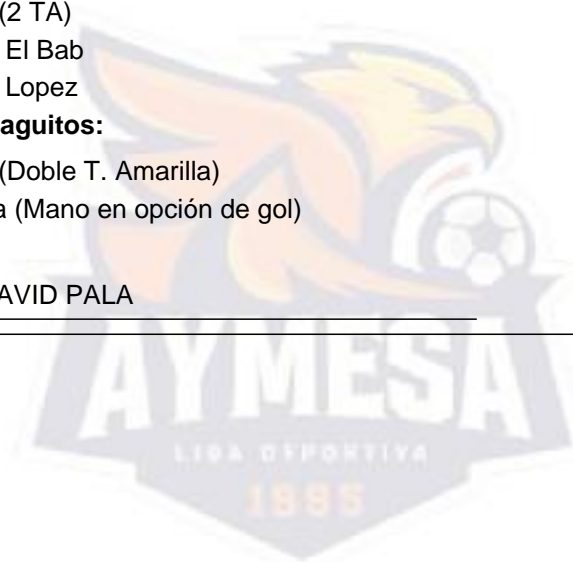 (2 TA)
El Bab
Lopez
aguitos:
(Doble T. Amarilla)
a (Mano en opción de gol)
AVID PALA
AYMESA
LIGA DEPORTIVA
1995